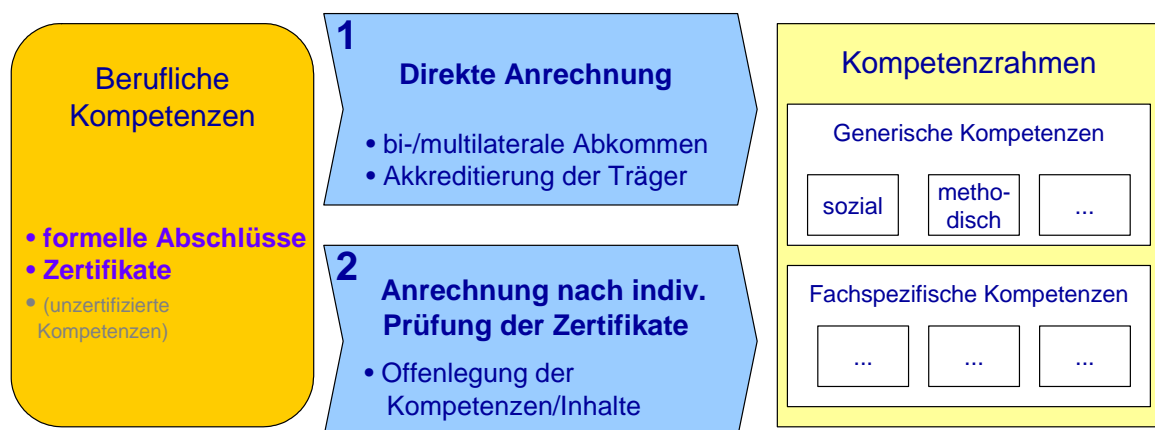 Berufliche
Kompetenzen
• formelle Abschlüsse
• Zertifikate
• (unzertifizierte
Kompetenzen)
1
Direkte Anrechnung
• bi-/multilaterale Abkommen
• Akkreditierung der Träger
2
Anrechnung nach indiv.
Prüfung der Zertifikate
• Offenlegung der
Kompetenzen/Inhalte
Kompetenzrahmen
Generische Kompetenzen
sozial
metho-
disch
...
Fachspezifische Kompetenzen
...
...
...